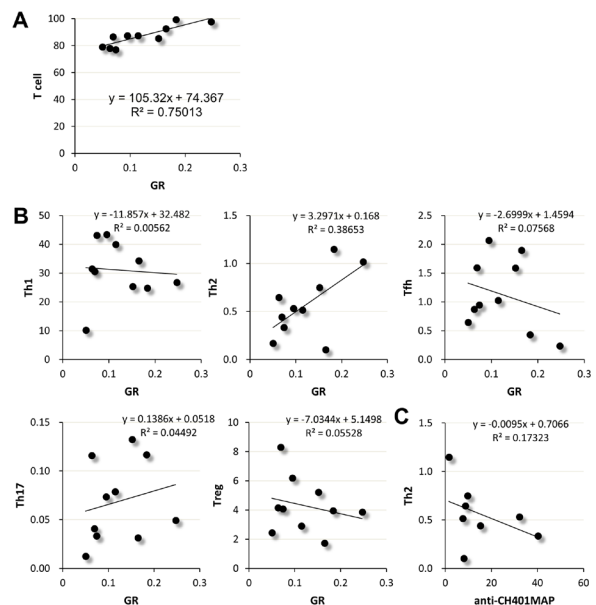 A
100
80
60
40
20
0
T cell
y = 105.32x + 74.367
R² = 0.75013
0 0.1 0.2 0.3
GR
B
y = -11.857x + 32.482
R² = 0.00562
50
40
30
20
10
0
Th1
0 0.1 0.2 0.3
GR
y = 3.2971x + 0.168
R² = 0.38653
1.5
1.0
0.5
0.0
Th2
0 0.1 0.2 0.3
GR
y = -2.6999x + 1.4594
R² = 0.07568
2.5
2.0
1.5
1.0
0.5
0.0
Tfh
0 0.1 0.2 0.3
GR
y = 0.1386x + 0.0518
R² = 0.04492
0.15
0.10
0.05
0.00
Th17
0 0.1 0.2 0.3
GR
y = -7.0344x + 5.1498
R² = 0.05528
10
8
6
4
2
0
Treg
0 0.1 0.2 0.3
GR
C
y = -0.0095x + 0.7066
R² = 0.17323
1.5
1.0
0.5
0.0
Th2
0 20 40 60
anti-CH401MAP